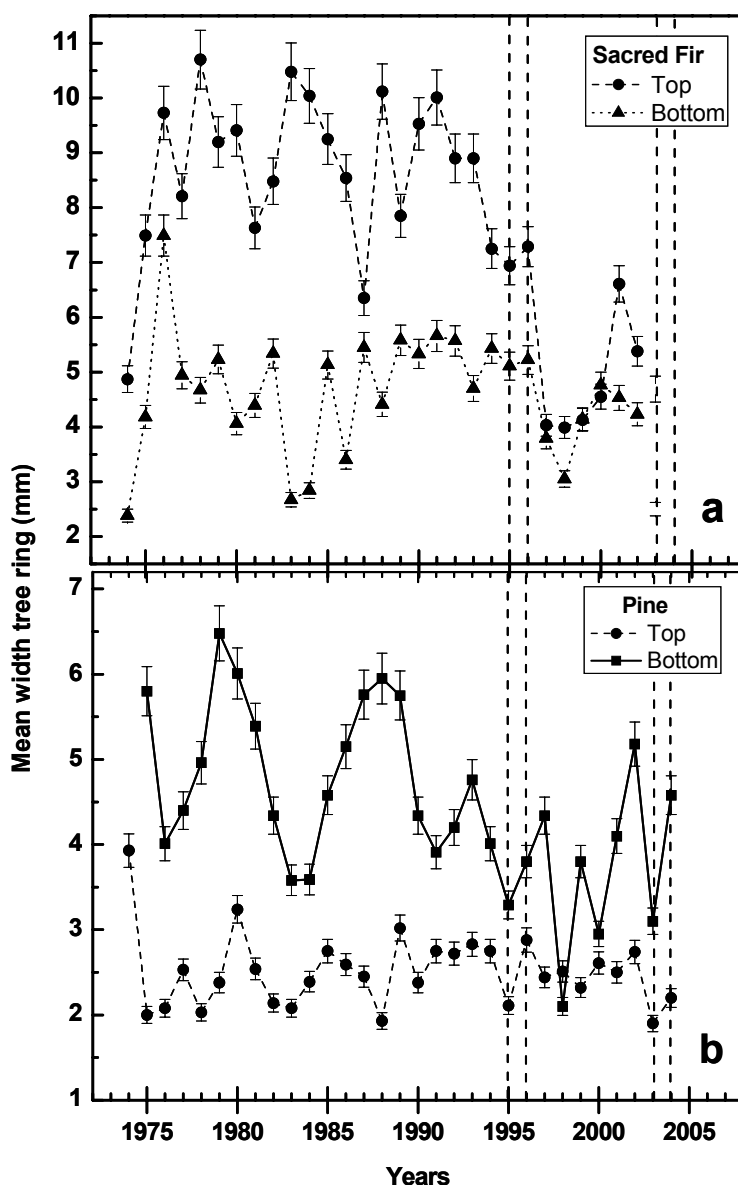 Mean width tree ring (mm)
11
10
9
8
7
6
5
4
3
2
Sacred Fir
Top
Bottom
a
7
6
5
4
3
2
1
Pine
Top
Bottom
b
1975 1980 1985 1990 1995 2000 2005
Years